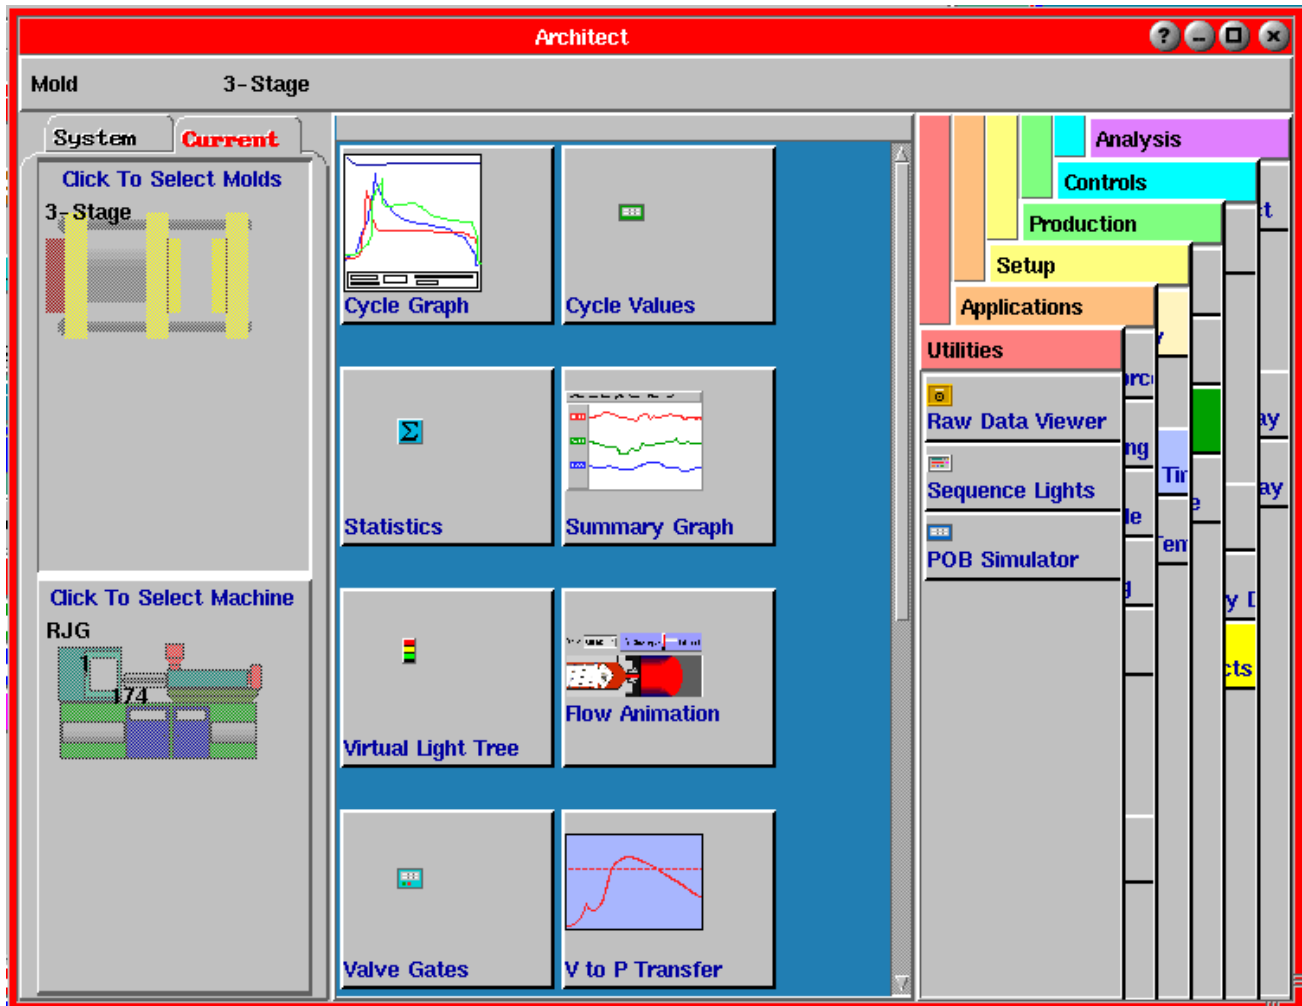 Architect
Mold 3-Stage
System Current
Click To Select Molds
3-Stage
Click To Select Machine
RJG
1
174
Cycle Graph
Cycle Values
Statistics
Summary Graph
Virtual Light Tree
Flow Animation
Valve Gates
V to P Transfer
Analysis
Controls
Production
Setup
Applications
Utilities
Raw Data Viewer
Sequence Lights
POB Simulator